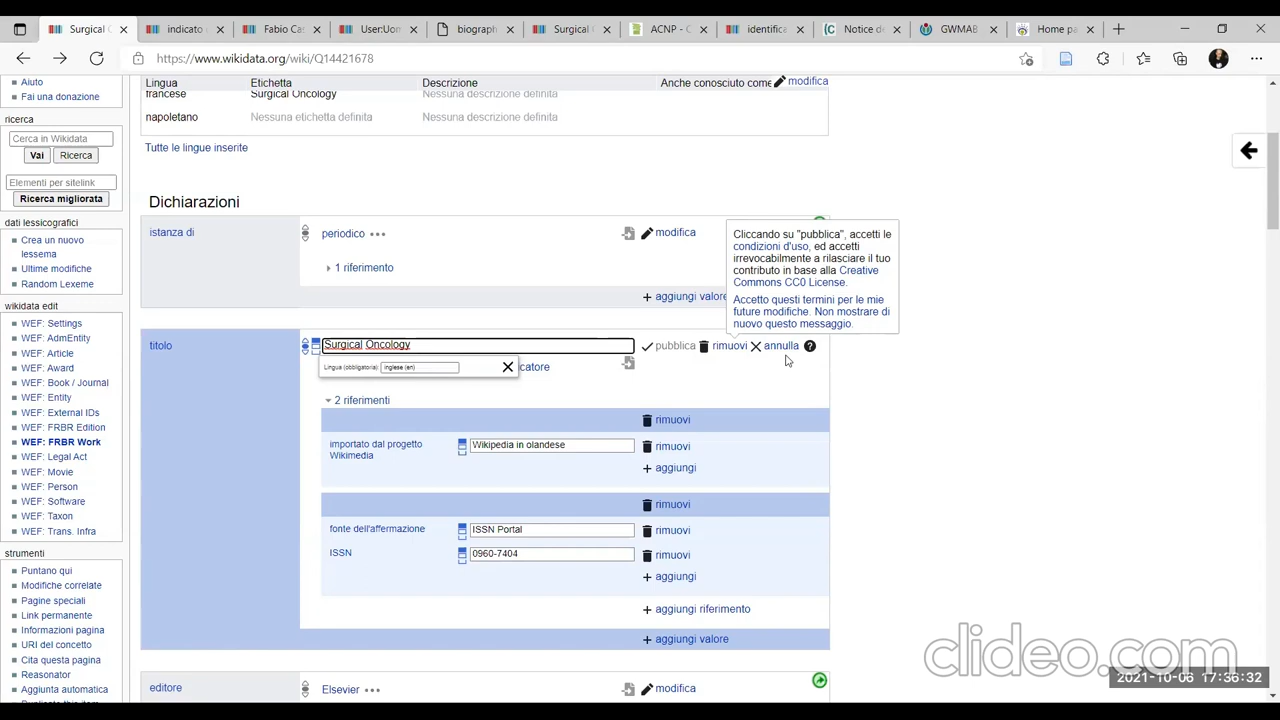 Surgical O
indicato
Fabio Cas
User:Uom
biograph
Surgical O
ACNP - C
identifica
Notice de
GWMAB
Home pa
https://www.wikidata.org/wiki/Q14421678
Aiuto
Fai una donazione
ricerca
Cerca in Wikidata
Vai
Ricerca
Elementi per sitelink
Ricerca migliorata
dati lessicografici
Crea un nuovo
lessema
Ultime modifiche
Random Lexeme
wikidata edit
WEF: Settings
WEF: AdmEntity
WEF: Article
WEF: Award
WEF: Book / Journal
WEF: Entity
WEF: External IDs
WEF: FRBR Edition
WEF: FRBR Work
WEF: Legal Act
WEF: Movie
WEF: Person
WEF: Software
WEF: Taxon
WEF: Trans. Infra
strumenti
Puntano qui
Modifiche correlate
Pagine speciali
Link permanente
Informazioni pagina
URI del concetto
Cita questa pagina
Reasonator
Aggiunta automatica
Lingua Etichetta Descrizione Anche conosciuto come modifica
francese Surgical Oncology Nessuna descrizione definita
napoletano Nessuna etichetta definita Nessuna descrizione definita
Tutte le lingue inserite
Dichiarazioni
istanza di
periodico
modifica
1 riferimento
aggiungi valore
Cliccando su "pubblica", accetti le
condizioni d'uso, ed accetti
irrevocabilmente a rilasciare il tuo
contributo in base alla Creative
Commons CC0 License.
Accetto questi termini per le mie
future modifiche. Non mostrare di
nuovo questo messaggio.
titolo
Surgical Oncology
pubblica rimuovi annulla
Lingua (obbligatoria): inglese (en)
catore
2 riferimenti
rimuovi
importato dal progetto
Wikimedia
Wikipedia in olandese
rimuovi
aggiungi
rimuovi
fonte dell'affermazione ISSN Portal rimuovi
ISSN 0960-7404 rimuovi
aggiungi
aggiungi riferimento
aggiungi valore
editore Elsevier modifica
clideo.com
2021-10-06 17:36:32